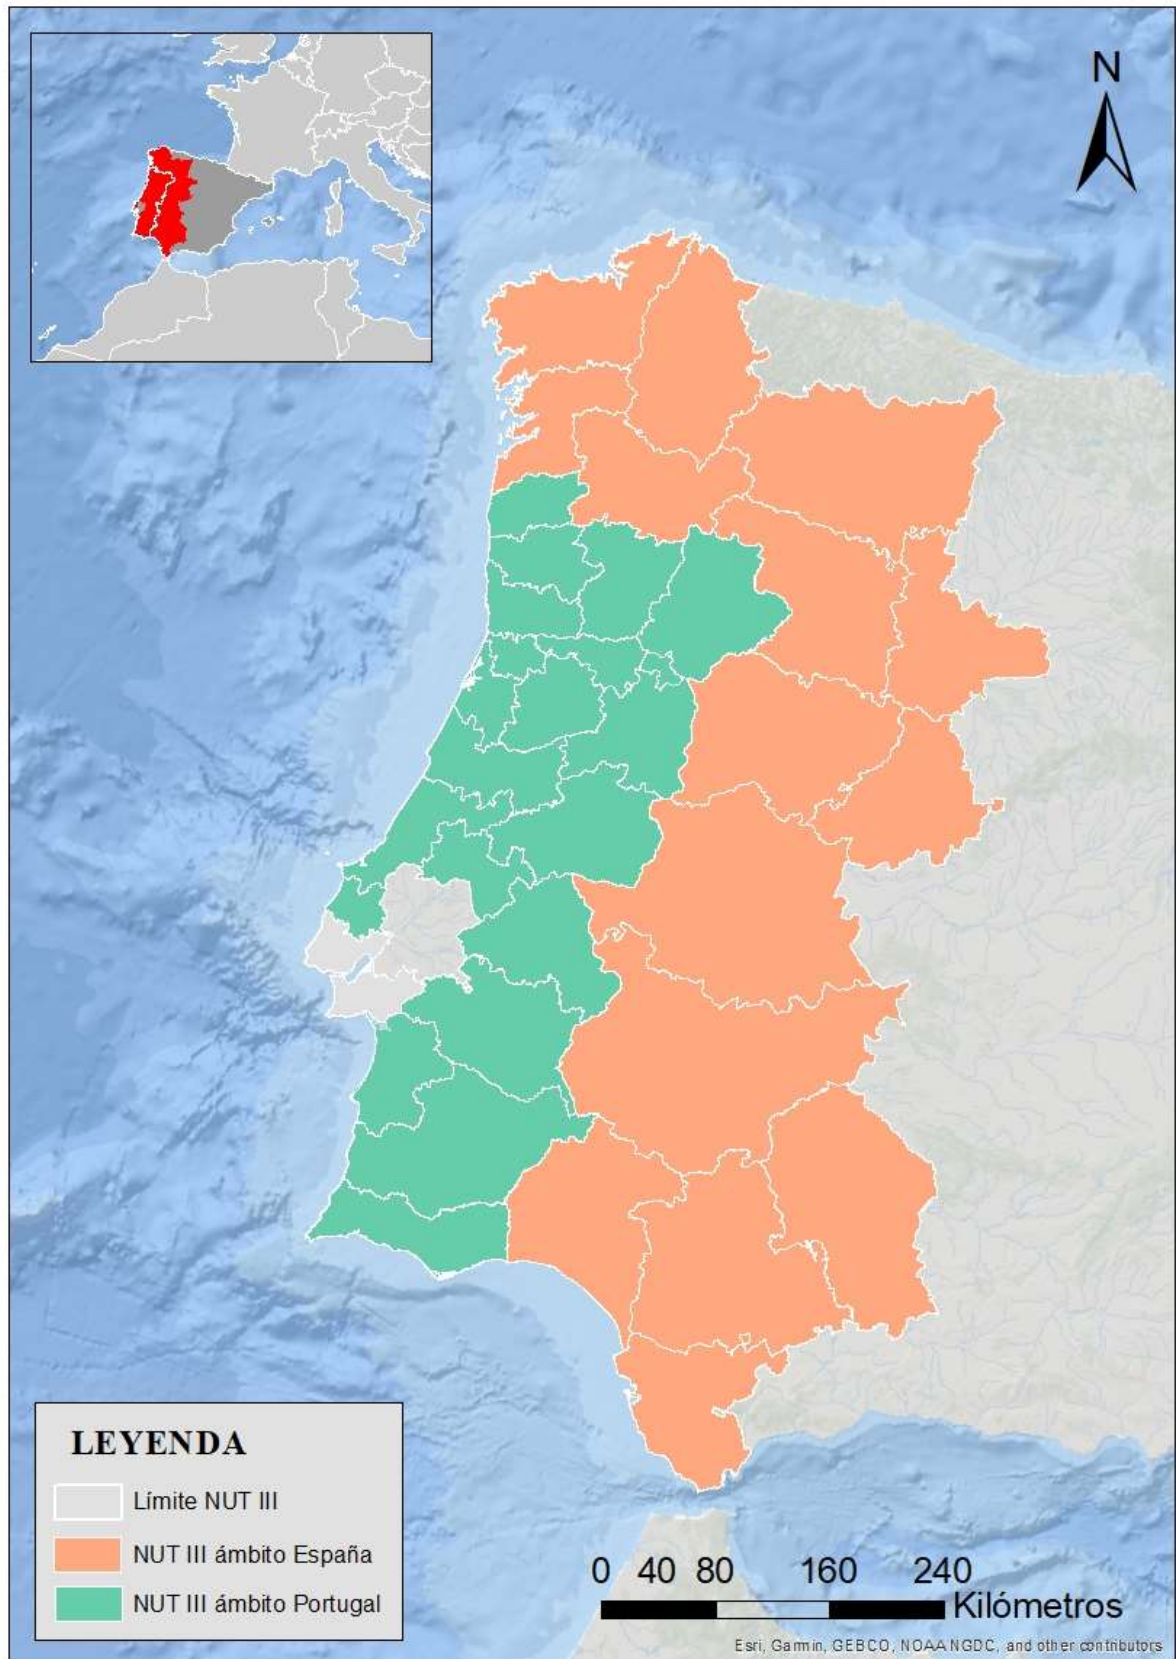 N
LEYENDA
Límite NUT III
NUT III ámbito España
NUT III ámbito Portugal
0 40 80 160 240
Kilómetros
Esri, Garmin, GEBCO, NOAA NGDC, and other contributors